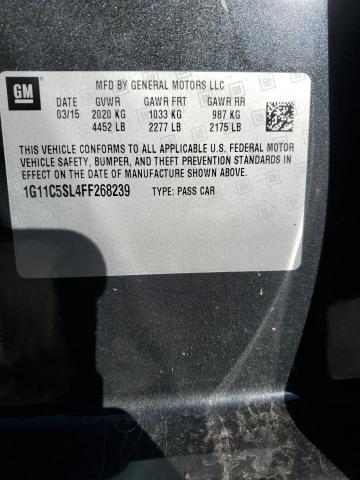 GM
MFD BY GENERAL MOTORS LLC
DATE GVWR GAWR FRT GAWR RR
03/15 2020 KG 1033 KG 987 KG
4452 LB 2277 LB 2175 LB
THIS VEHICLE CONFORMS TO ALL APPLICABLE U.S. FEDERAL MOTOR
VEHICLE SAFETY, BUMPER, AND THEFT PREVENTION STANDARDS IN
EFFECT ON THE DATE OF MANUFACTURE SHOWN ABOVE.
1G11C5SL4FF268239 TYPE: PASS CAR